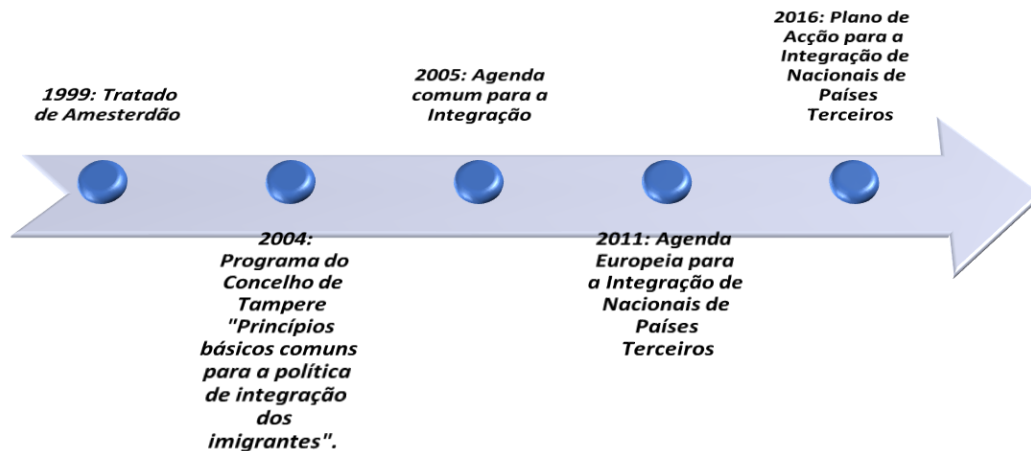 1999: Tratado
de Amesterdão
2004:
Programa do
Concelho de
Tampere
"Princípios
básicos comuns
para a política
de integração
dos
imigrantes".
2005: Agenda
comum para a
Integração
2011: Agenda
Europeia para
a Integração de
Nacionais de
Países
Terceiros
2016: Plano de
Acção para a
Integração de
Nacionais de
Países
Terceiros